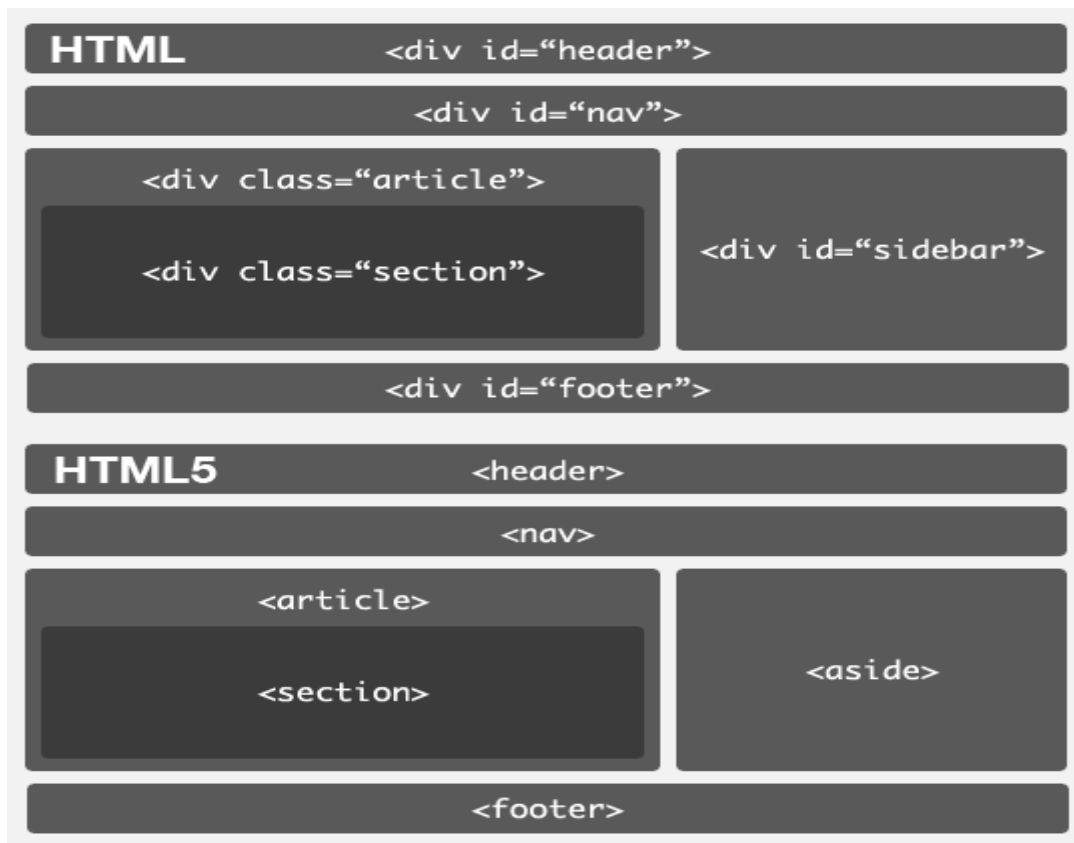 HTML <div id=“header”>
<div id=“nav”>
<div class=“article”>
<div class=“section”>
<div id=“sidebar”>
<div id=“footer”>
HTML5 <header>
<nav>
<article>
<section>
<aside>
<footer>